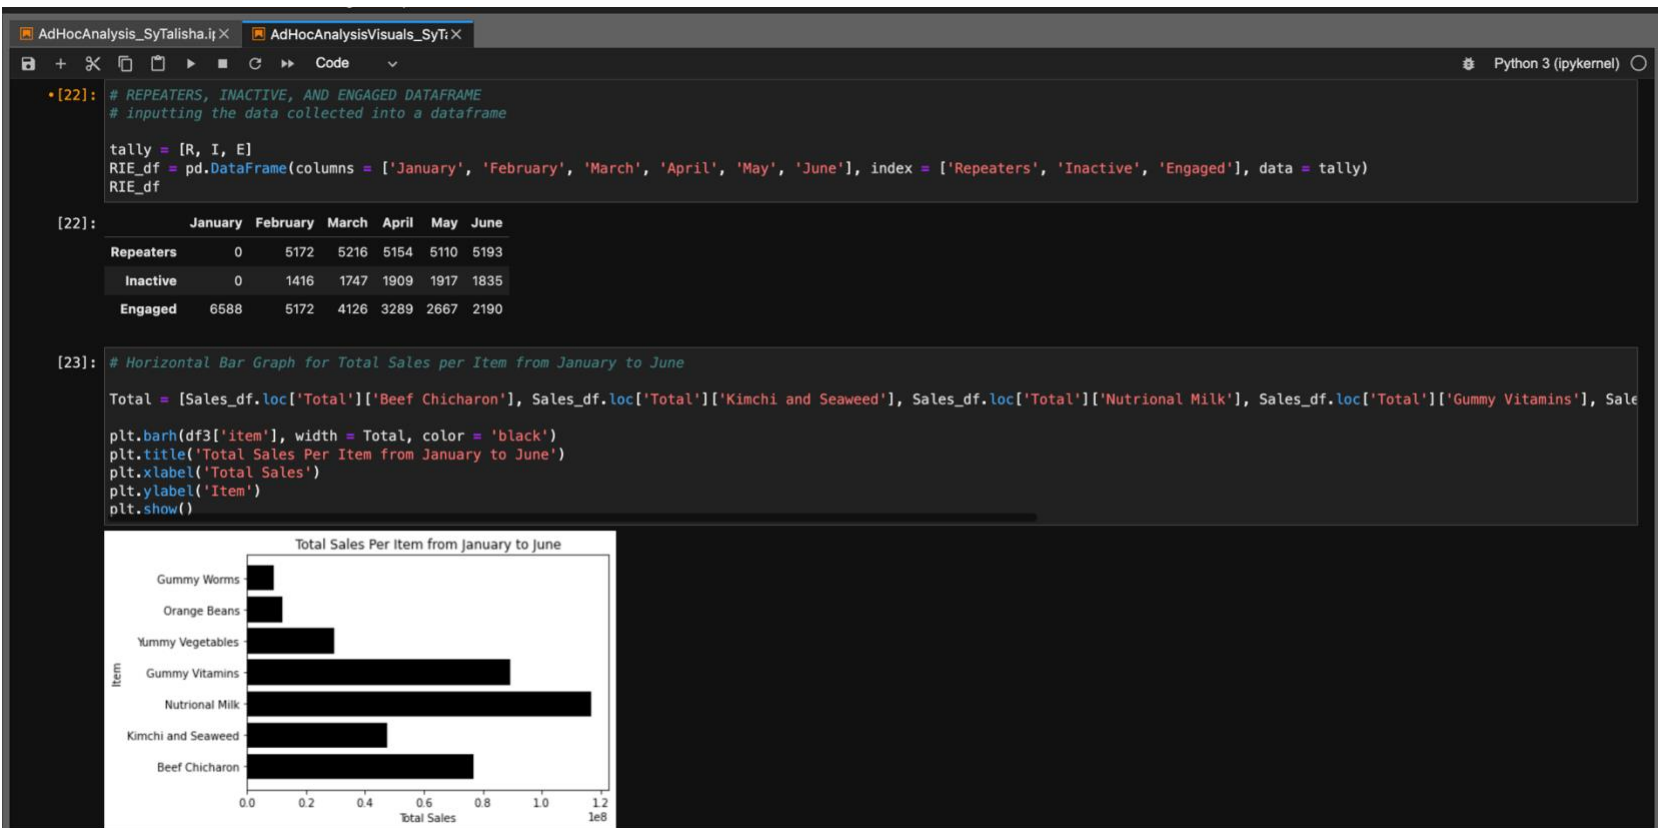 AdHocAnalysis_SyTalisha.ip
AdHocAnalysisVisuals_SyTa
Code
Python 3 (ipykernel)
[22]:
# REPEATERS, INACTIVE, AND ENGAGED DATAFRAME
# inputting the data collected into a dataframe
tally = [R, I, E]
RIE_df = pd.DataFrame(columns = ['January', 'February', 'March', 'April', 'May', 'June'], index = ['Repeaters', 'Inactive', 'Engaged'], data = tally)
RIE_df
[22]:
January February March April May June
Repeaters 0 5172 5216 5154 5110 5193
Inactive 0 1416 1747 1909 1917 1835
Engaged 6588 5172 4126 3289 2667 2190
[23]:
# Horizontal Bar Graph for Total Sales per Item from January to June
Total = [Sales_df.loc['Total']['Beef Chicharon'], Sales_df.loc['Total']['Kimchi and Seaweed'], Sales_df.loc['Total']['Nutrional Milk'], Sales_df.loc['Total']['Gummy Vitamins'], Sale
plt.barh(df3['item'], width = Total, color = 'black')
plt.title('Total Sales Per Item from January to June')
plt.xlabel('Total Sales')
plt.ylabel('Item')
plt.show()
Total Sales Per Item from January to June
Gummy Worms
Orange Beans
Yummy Vegetables
Gummy Vitamins
Nutrional Milk
Kimchi and Seaweed
Beef Chicharon
Item
0.0 0.2 0.4 0.6 0.8 1.0 1.2
Total Sales
1e8